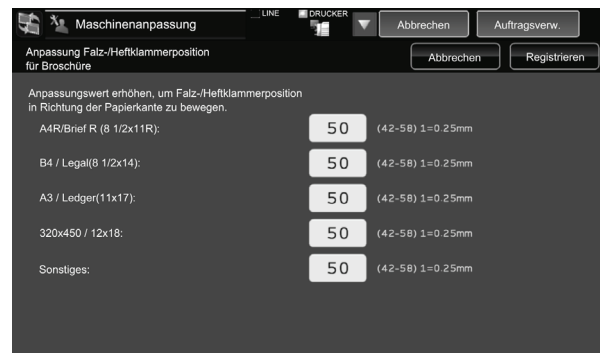 Maschinenanpassung
LINE
DRUCKER
Abbrechen
Auftragsverw.
Anpassung Falz-/Heftklammerposition
für Broschüre
Abbrechen
Registrieren
Anpassungswert erhöhen, um Falz-/Heftklammerposition
in Richtung der Papierkante zu bewegen.
A4R/Brief R (8 1/2x11R): 50 (42-58) 1=0.25mm
B4 / Legal(8 1/2x14): 50 (42-58) 1=0.25mm
A3 / Ledger(11x17): 50 (42-58) 1=0.25mm
320x450 / 12x18: 50 (42-58) 1=0.25mm
Sonstiges: 50 (42-58) 1=0.25mm